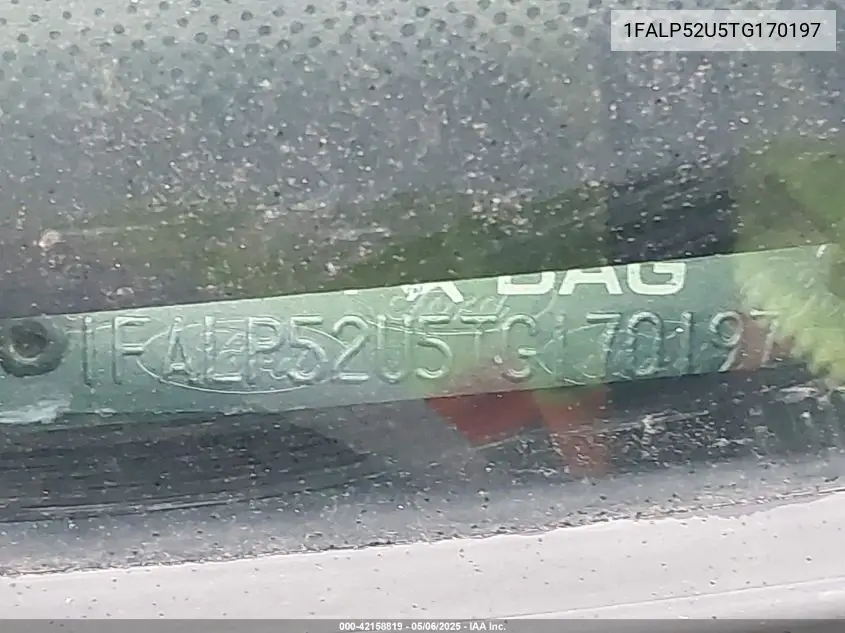 1FALP52U5TG170197
BAG
1FALP52U5TG170197
000-42158819 - 05/06/2025 - IAA Inc.